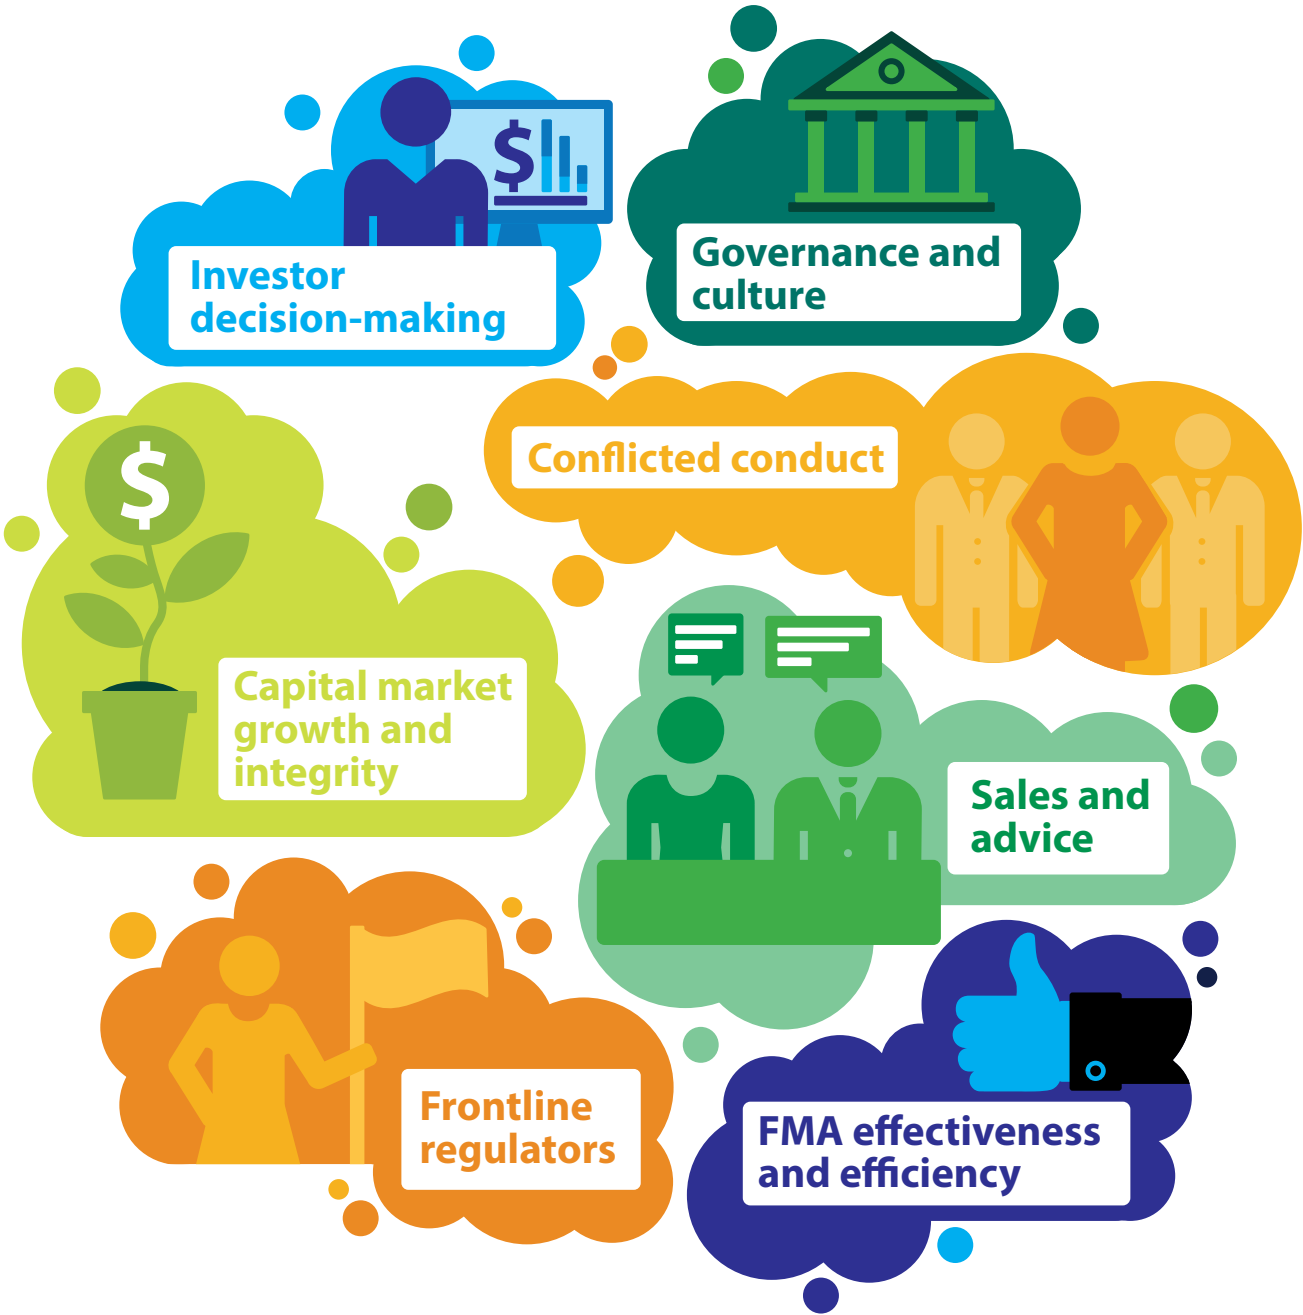 $
Investor
decision-making
Governance and
culture
Conflicted conduct
$
Capital market
growth and
integrity
Sales and
advice
Frontline
regulators
FMA effectiveness
and efficiency